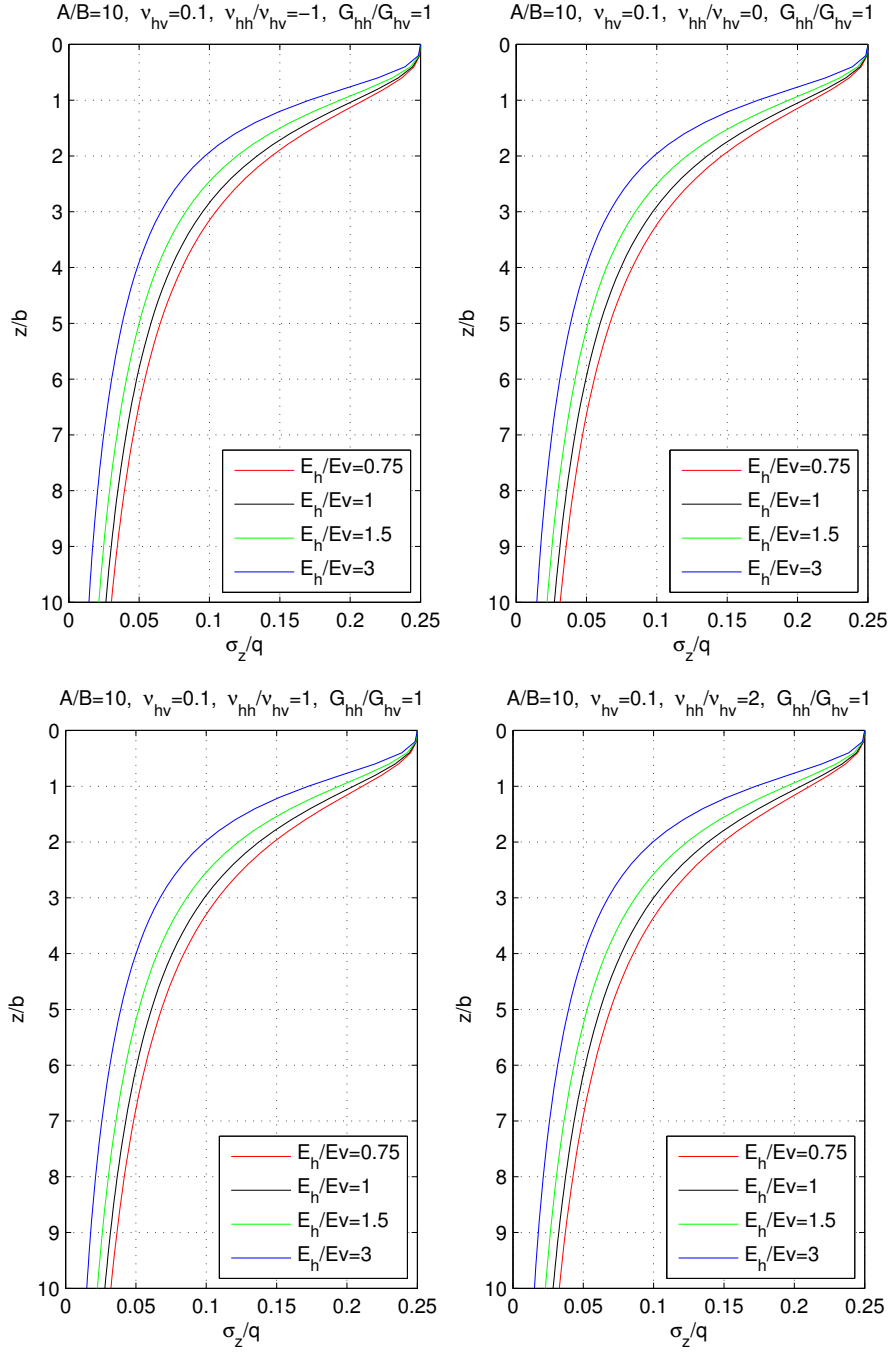 A/B=10, ν_hv=0.1, ν_hh/ν_hv=−1, G_hh/G_hv=1
0
1
2
3
4
5
6
7
8
9
10
z/b
0 0.05 0.1 0.15 0.2 0.25
σ_z/q
E_h/Ev=0.75
E_h/Ev=1
E_h/Ev=1.5
E_h/Ev=3
A/B=10, ν_hv=0.1, ν_hh/ν_hv=0, G_hh/G_hv=1
0
1
2
3
4
5
6
7
8
9
10
z/b
0 0.05 0.1 0.15 0.2 0.25
σ_z/q
E_h/Ev=0.75
E_h/Ev=1
E_h/Ev=1.5
E_h/Ev=3
A/B=10, ν_hv=0.1, ν_hh/ν_hv=1, G_hh/G_hv=1
0
1
2
3
4
5
6
7
8
9
10
z/b
0 0.05 0.1 0.15 0.2 0.25
σ_z/q
E_h/Ev=0.75
E_h/Ev=1
E_h/Ev=1.5
E_h/Ev=3
A/B=10, ν_hv=0.1, ν_hh/ν_hv=2, G_hh/G_hv=1
0
1
2
3
4
5
6
7
8
9
10
z/b
0 0.05 0.1 0.15 0.2 0.25
σ_z/q
E_h/Ev=0.75
E_h/Ev=1
E_h/Ev=1.5
E_h/Ev=3